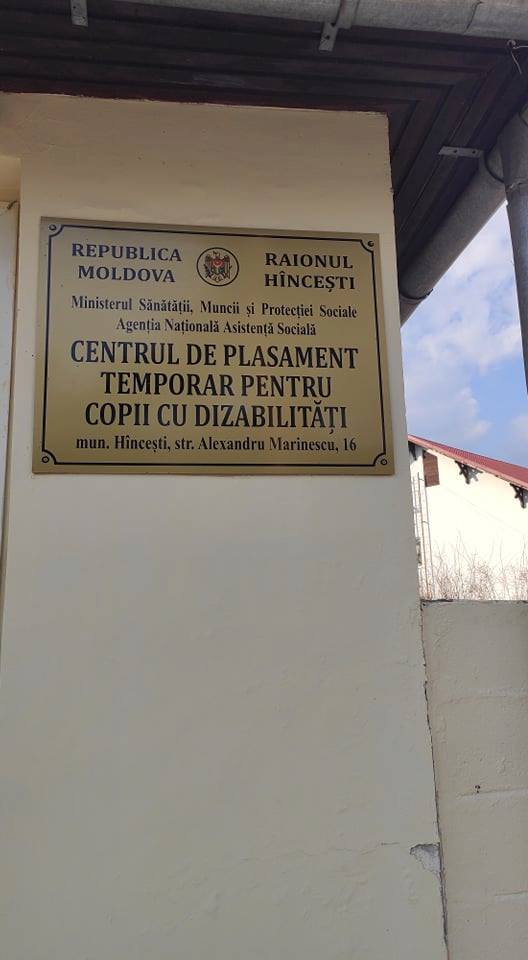 REPUBLICA MOLDOVA
RAIONUL HÎNCEȘTI
Ministerul Sănătății, Muncii și Protecției Sociale
Agenția Națională Asistență Socială
CENTRUL DE PLASAMENT
TEMPORAR PENTRU
COPII CU DIZABILITĂȚI
mun. Hîncești, str. Alexandru Marinescu, 16